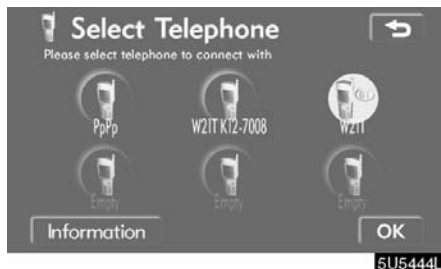 Select Telephone
Please select telephone to connect with
PpPp
W21T K12-7008
W21T
Empty
Empty
Empty
Information
OK
5U5444I